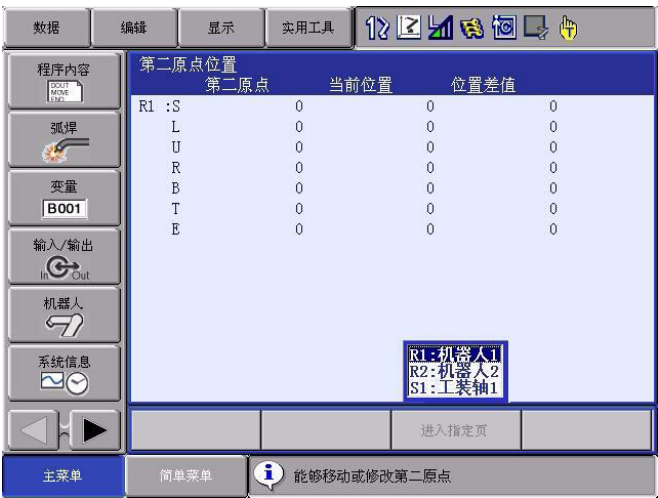 数据 编辑 显示 实用工具
程序内容
DOUT
MOVE
END
弧焊
变量
B001
输入/输出
In Out
机器人
系统信息
第二原点位置
第二原点 当前位置 位置差值
R1 :S 0 0 0
L 0 0 0
U 0 0 0
R 0 0 0
B 0 0 0
T 0 0 0
E 0 0 0
R1:机器人1
R2:机器人2
S1:工装轴1
进入指定页
主菜单 简单菜单 能够移动或修改第二原点